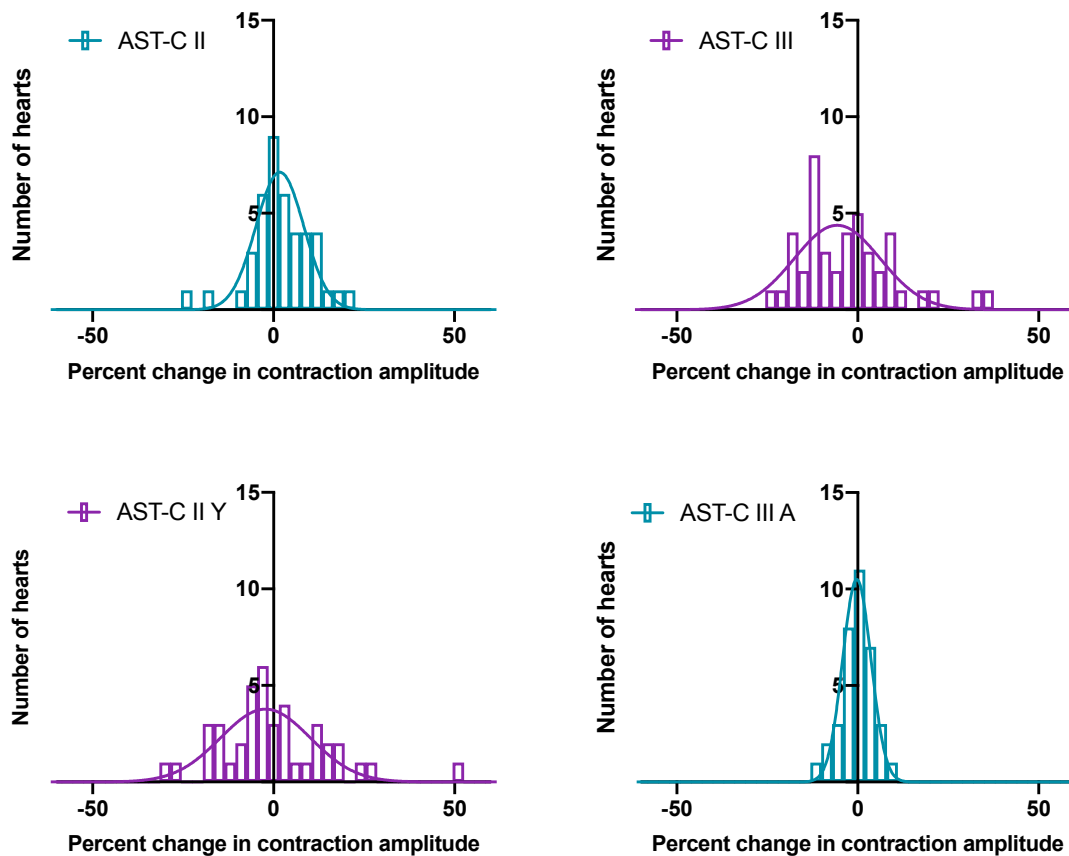 AST-C II
15
10
5
Number of hearts
-50 0 50
Percent change in contraction amplitude
AST-C III
15
10
5
Number of hearts
-50 0 50
Percent change in contraction amplitude
AST-C II Y
15
10
5
Number of hearts
-50 0 50
Percent change in contraction amplitude
AST-C III A
15
10
5
Number of hearts
-50 0 50
Percent change in contraction amplitude